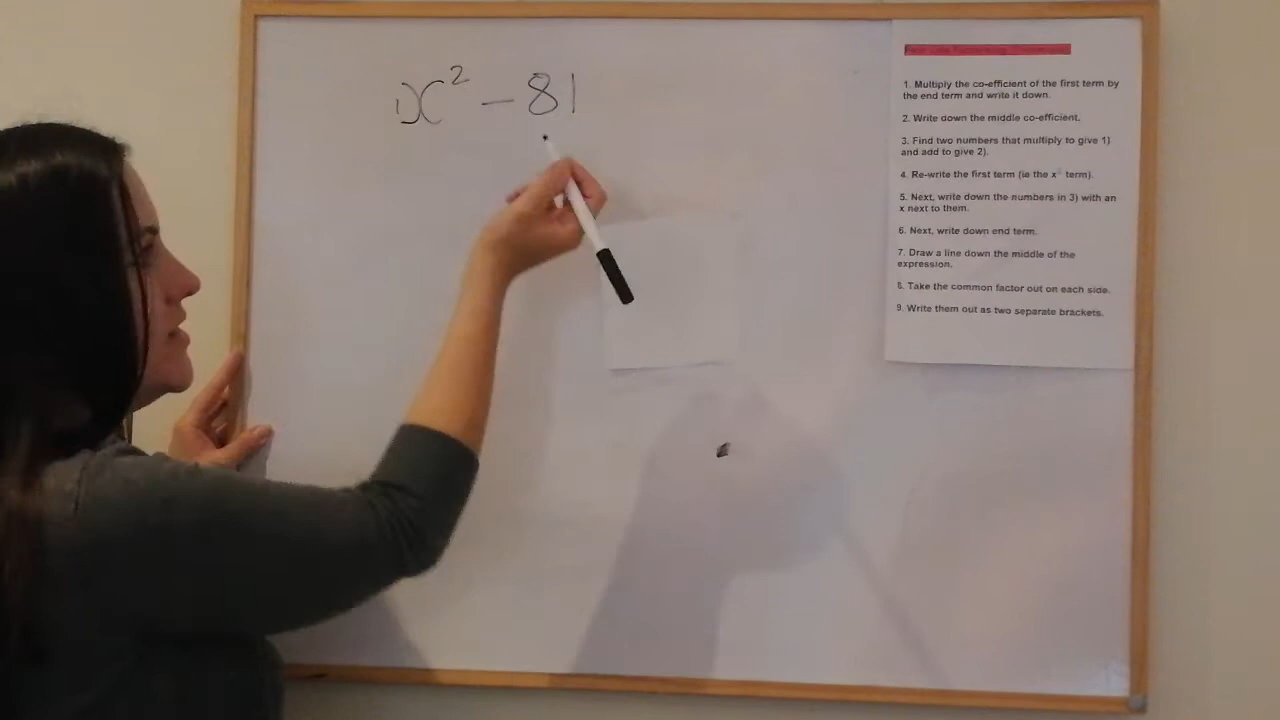 x² - 81
1. Multiply the co-efficient of the first term by
the end term and write it down.
2. Write down the middle co-efficient.
3. Find two numbers that multiply to give 1)
and add to give 2).
4. Re-write the first term (ie the x² term).
5. Next, write down the numbers in 3) with an
x next to them.
6. Next, write down end term.
7. Draw a line down the middle of the
expression.
8. Take the common factor out on each side.
9. Write them out as two separate brackets.